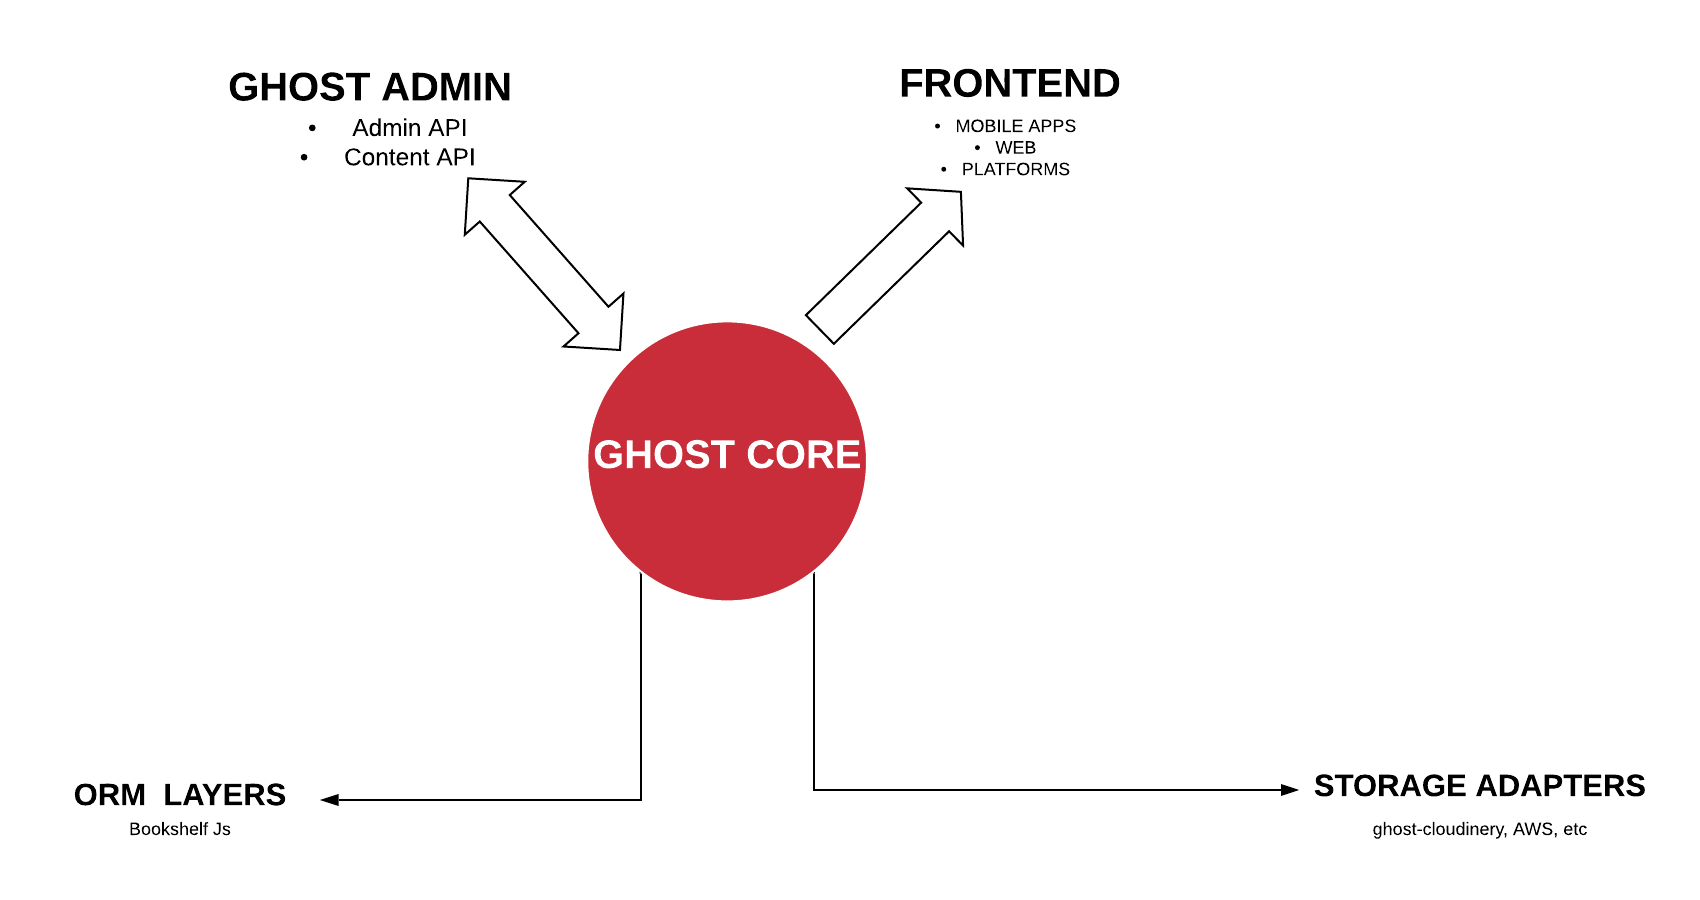 GHOST ADMIN
• Admin API
• Content API
FRONTEND
• MOBILE APPS
• WEB
• PLATFORMS
GHOST CORE
ORM LAYERS
Bookshelf Js
STORAGE ADAPTERS
ghost-cloudinery, AWS, etc